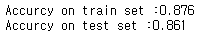 Accurcy on train set :0.876
Accurcy on test set :0.861